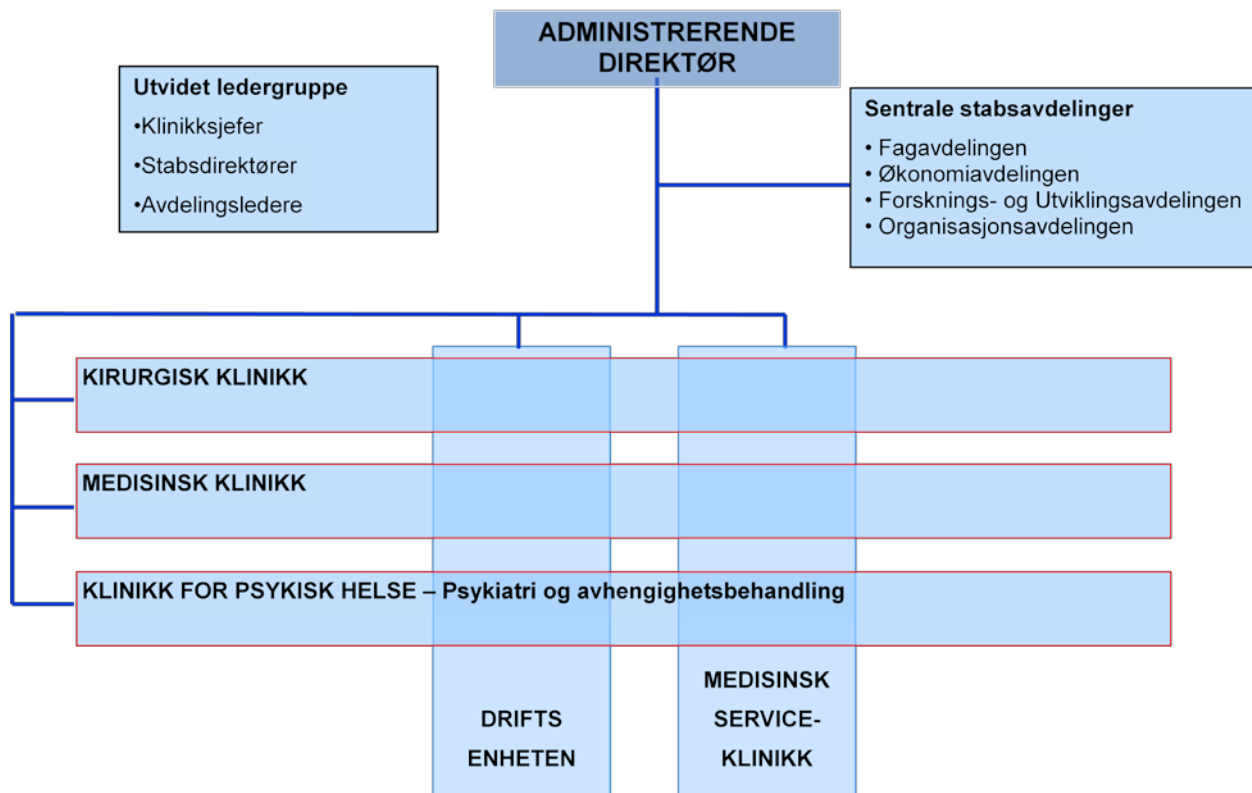 ADMINISTRERENDE
DIREKTØR
Utvidet ledergruppe
•Klinikksjefer
•Stabsdirektører
•Avdelingsledere
Sentrale stabsavdelinger
• Fagavdelingen
• Økonomiavdelingen
• Forsknings- og Utviklingsavdelingen
• Organisasjonsavdelingen
KIRURGISK KLINIKK
MEDISINSK KLINIKK
KLINIKK FOR PSYKISK HELSE – Psykiatri og avhengighetsbehandling
DRIFTS
ENHETEN
MEDISINSK
SERVICE-
KLINIKK